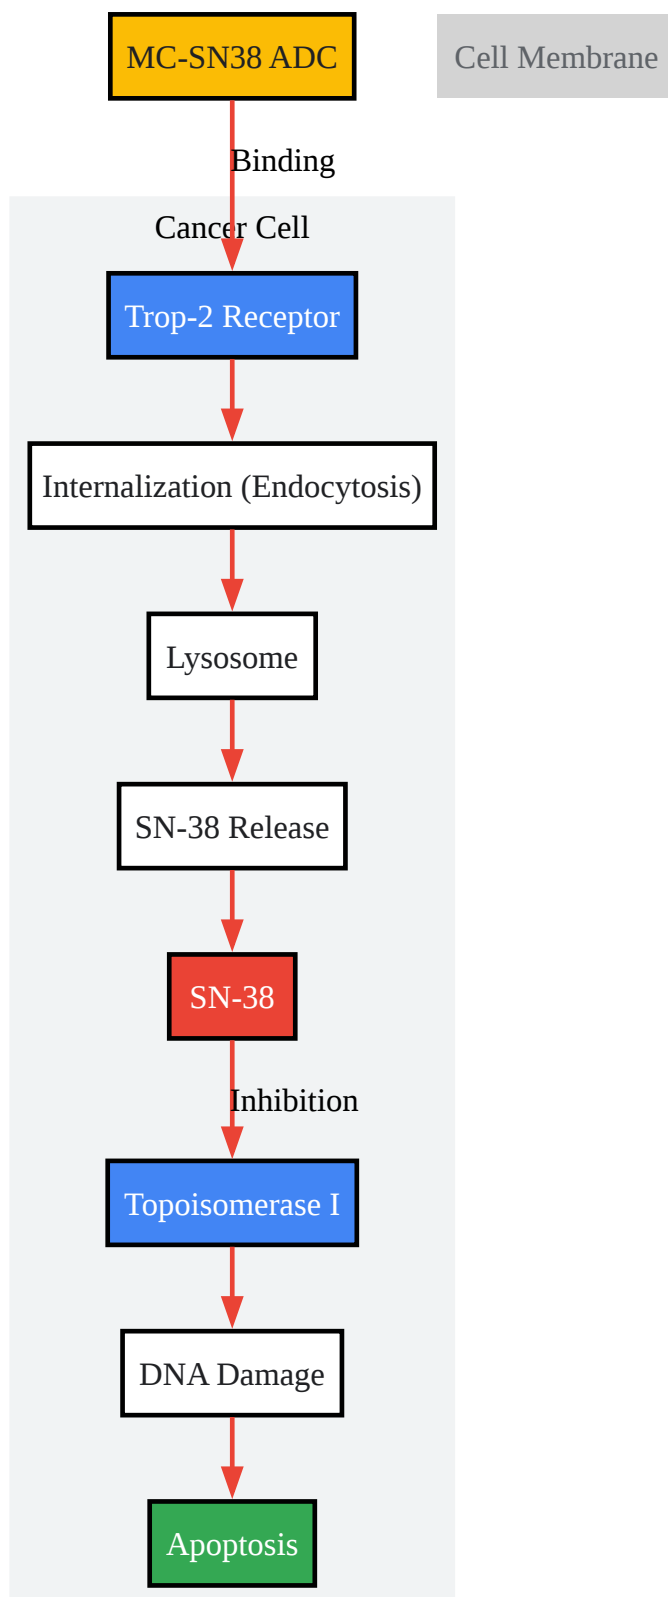 MC-SN38 ADC
Cell Membrane
Binding
Cancer Cell
Trop-2 Receptor
Internalization (Endocytosis)
Lysosome
SN-38 Release
SN-38
Inhibition
Topoisomerase I
DNA Damage
Apoptosis